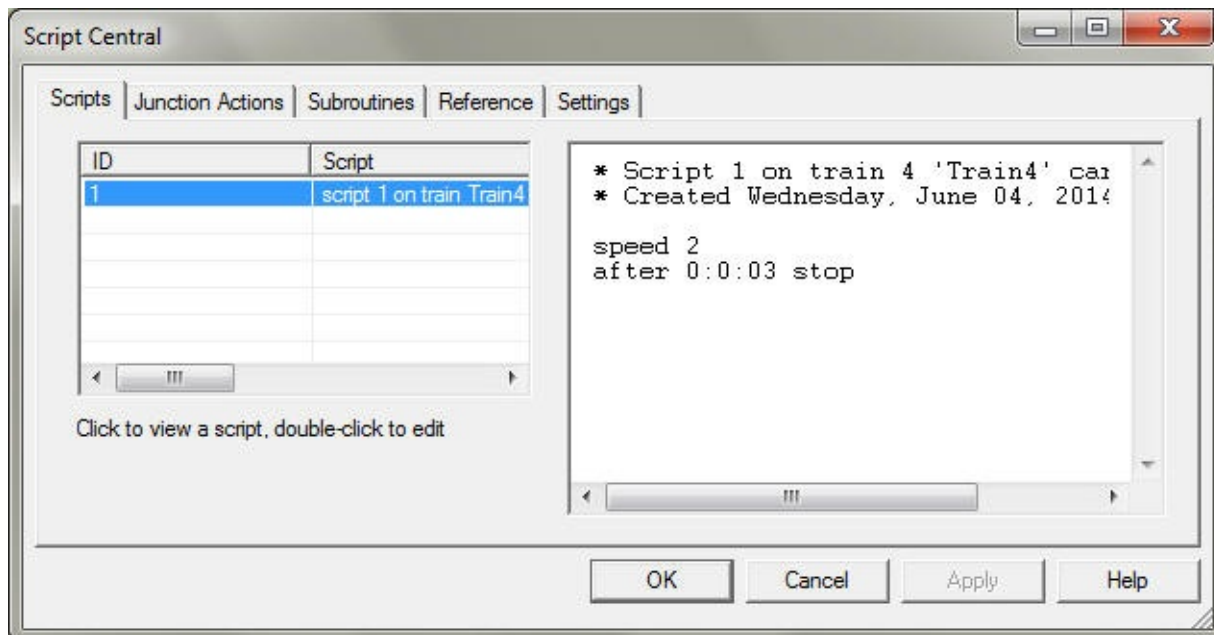 Script Central
Scripts Junction Actions Subroutines Reference Settings
ID Script
1 script 1 on train Train4
* Script 1 on train 4 'Train4' car
* Created Wednesday, June 04, 2014
speed 2
after 0:0:03 stop
Click to view a script, double-click to edit
OK Cancel Apply Help